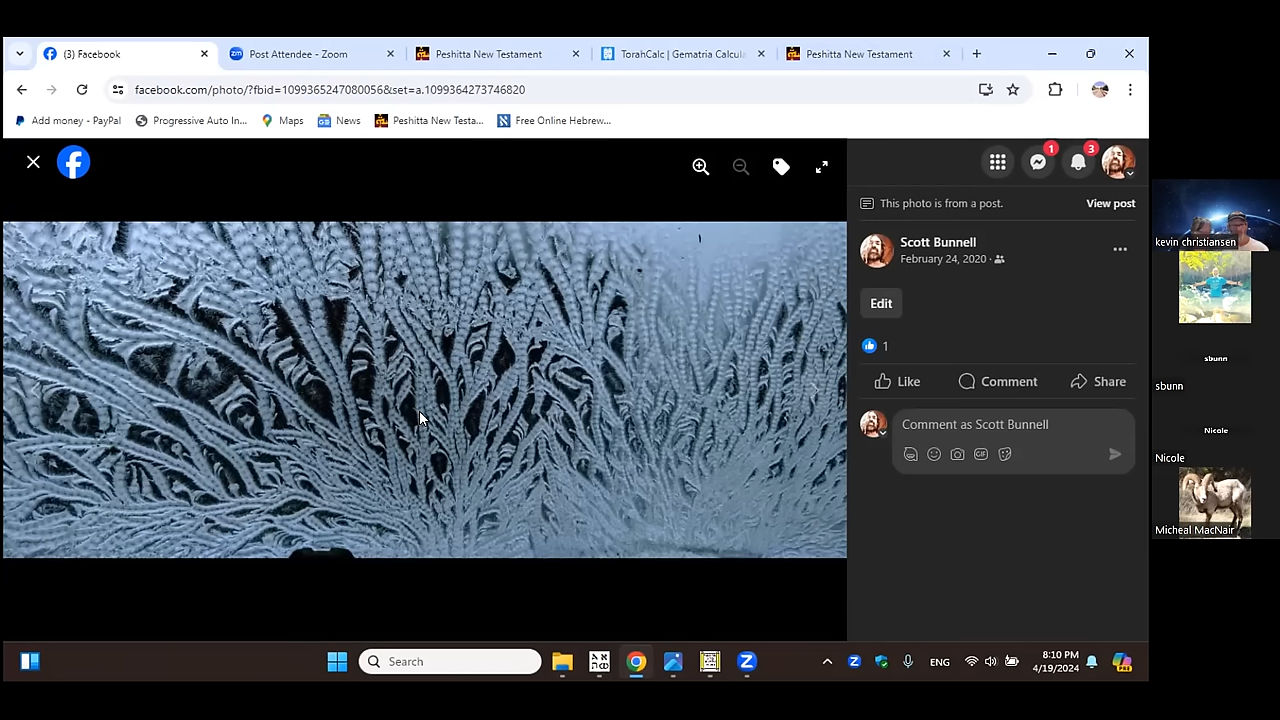 (3) Facebook
Post Attendee - Zoom
Peshitta New Testament
TorahCalc | Gematria Calcula
Peshitta New Testament
facebook.com/photo/?fbid=1099365247080056&set=a.1099364273746820
Add money - PayPal
Progressive Auto In...
Maps
News
Peshitta New Testa...
Free Online Hebrew...
1
3
This photo is from a post.
View post
Scott Bunnell
February 24, 2020
Edit
1
Like
Comment
Share
Comment as Scott Bunnell
GIF
kevin christiansen
sbunn
sbunn
Nicole
Nicole
Micheal MacNair
Search
ENG
8:10 PM
4/19/2024